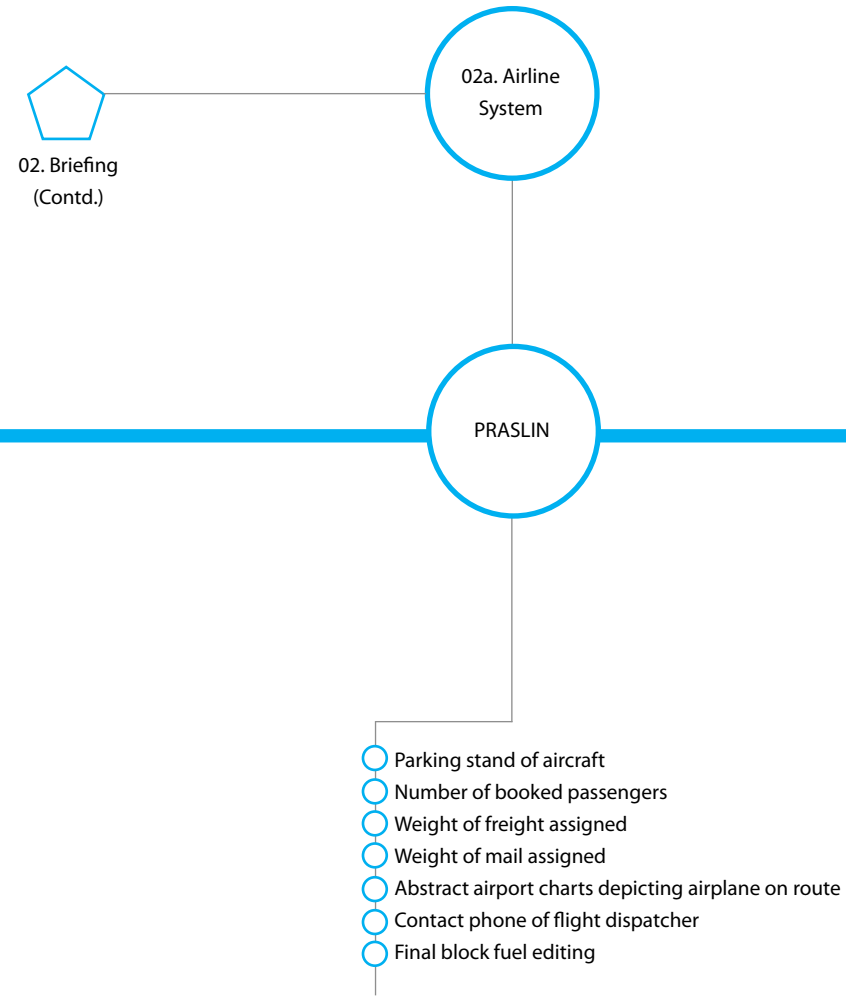 02a. Airline
System
02. Briefing
(Contd.)
PRASLIN
Parking stand of aircraft
Number of booked passengers
Weight of freight assigned
Weight of mail assigned
Abstract airport charts depicting airplane on route
Contact phone of flight dispatcher
Final block fuel editing